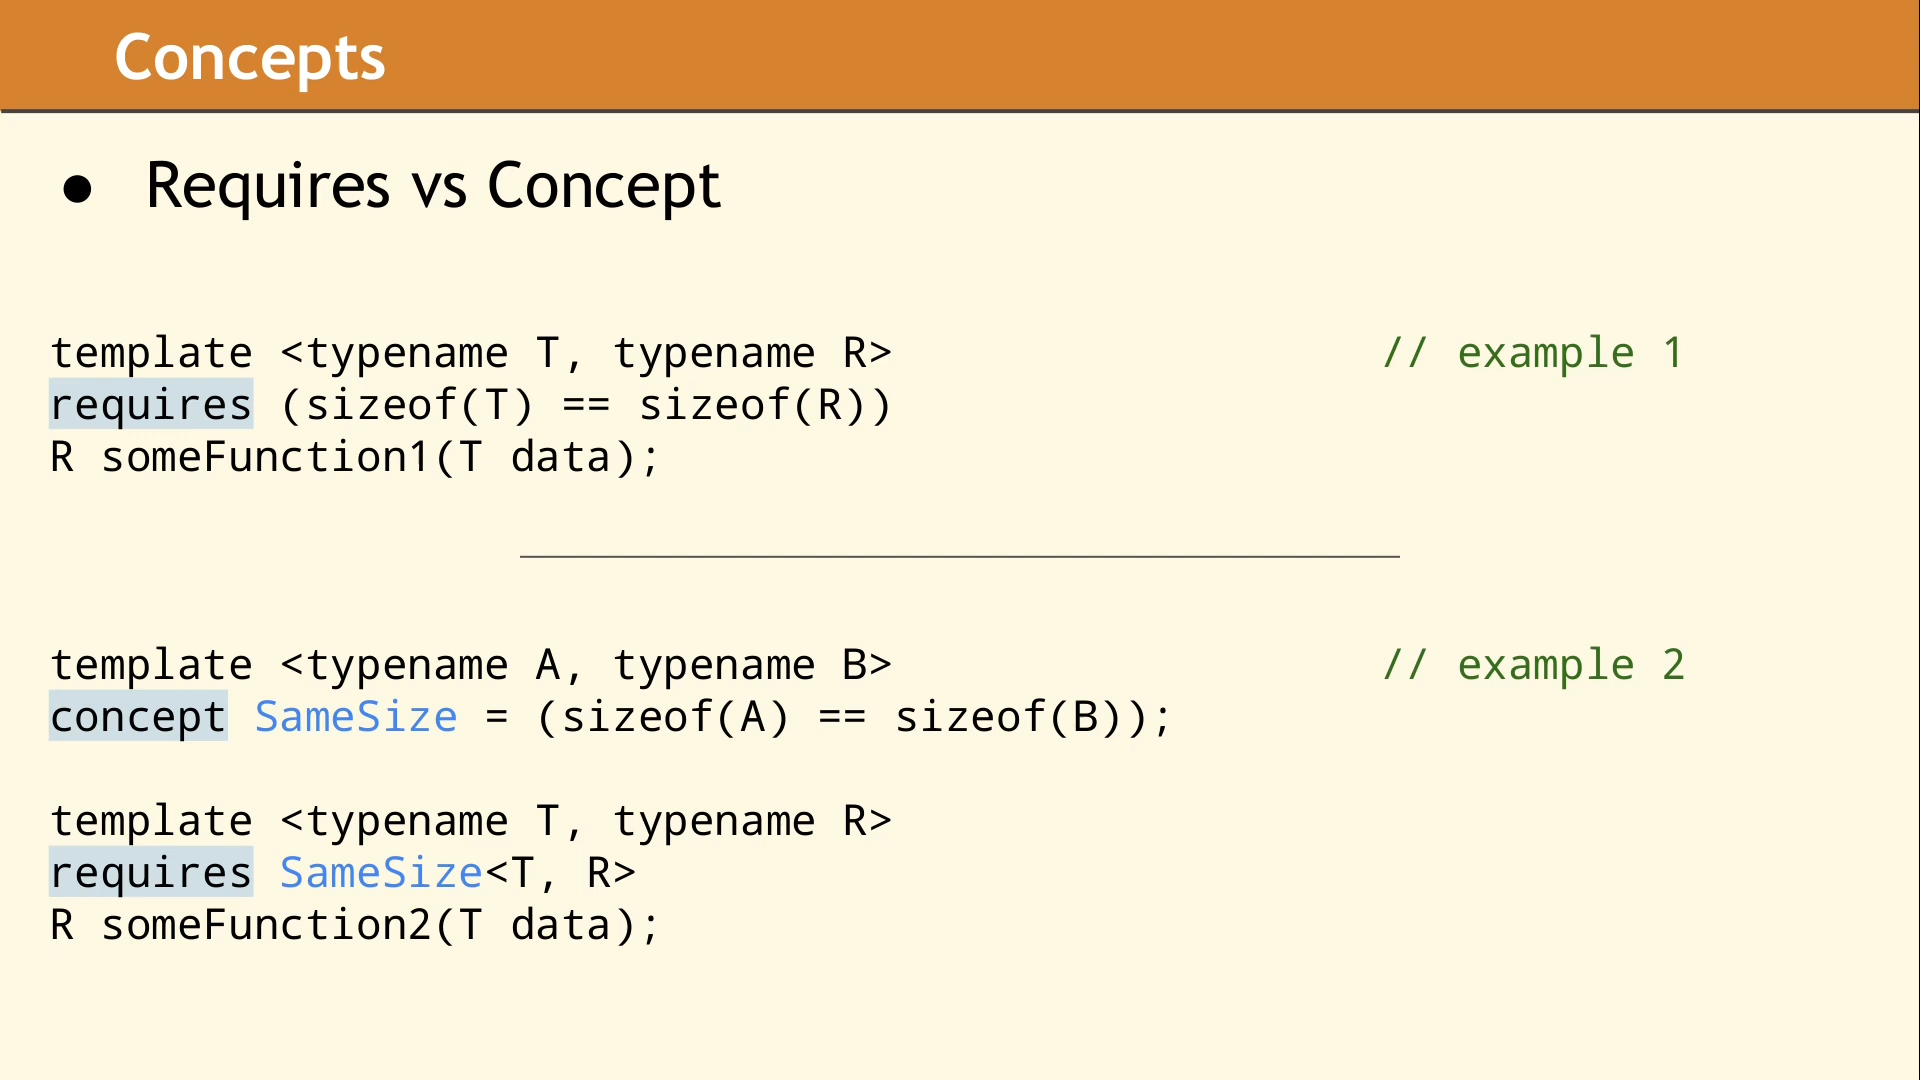 Concepts
● Requires vs Concept
template <typename T, typename R> // example 1
requires (sizeof(T) == sizeof(R))
R someFunction1(T data);
template <typename A, typename B> // example 2
concept SameSize = (sizeof(A) == sizeof(B));
template <typename T, typename R>
requires SameSize<T, R>
R someFunction2(T data);